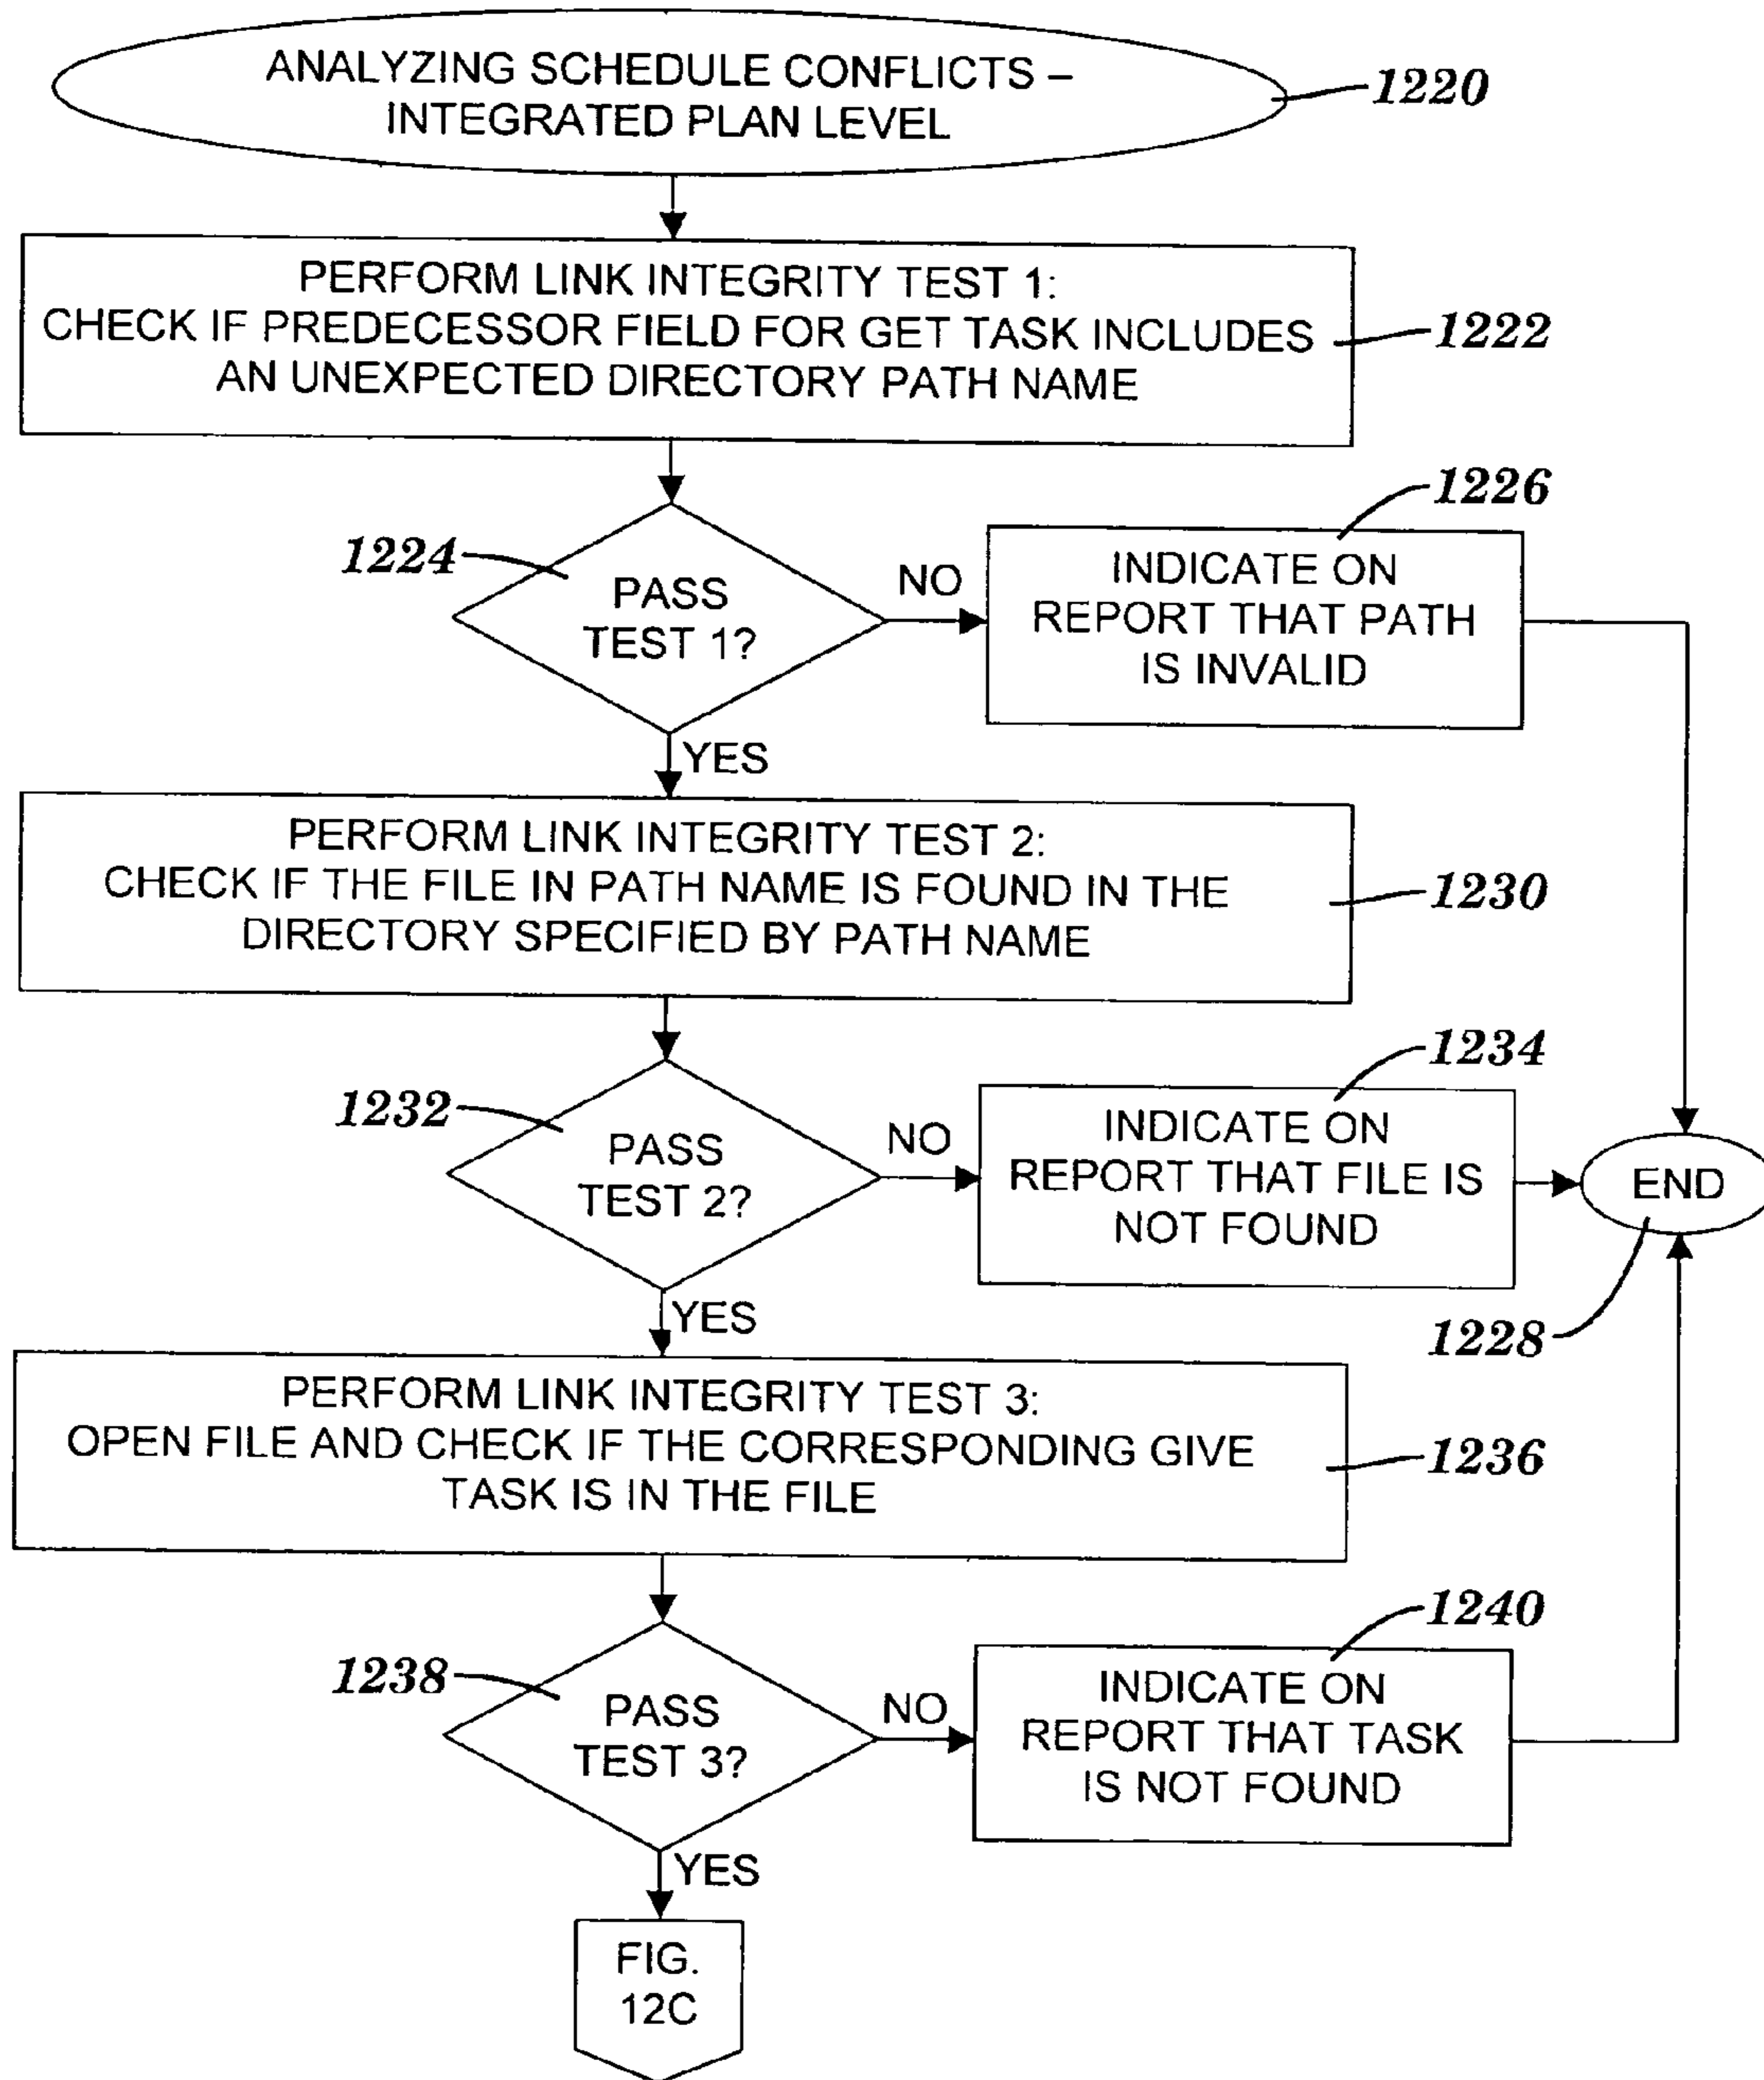 ANALYZING SCHEDULE CONFLICTS –
INTEGRATED PLAN LEVEL
1220
PERFORM LINK INTEGRITY TEST 1:
CHECK IF PREDECESSOR FIELD FOR GET TASK INCLUDES
AN UNEXPECTED DIRECTORY PATH NAME
1222
1224
PASS
TEST 1?
NO
1226
INDICATE ON
REPORT THAT PATH
IS INVALID
YES
PERFORM LINK INTEGRITY TEST 2:
CHECK IF THE FILE IN PATH NAME IS FOUND IN THE
DIRECTORY SPECIFIED BY PATH NAME
1230
1232
PASS
TEST 2?
NO
1234
INDICATE ON
REPORT THAT FILE IS
NOT FOUND
END
1228
YES
PERFORM LINK INTEGRITY TEST 3:
OPEN FILE AND CHECK IF THE CORRESPONDING GIVE
TASK IS IN THE FILE
1236
1238
PASS
TEST 3?
NO
1240
INDICATE ON
REPORT THAT TASK
IS NOT FOUND
YES
FIG.
12C